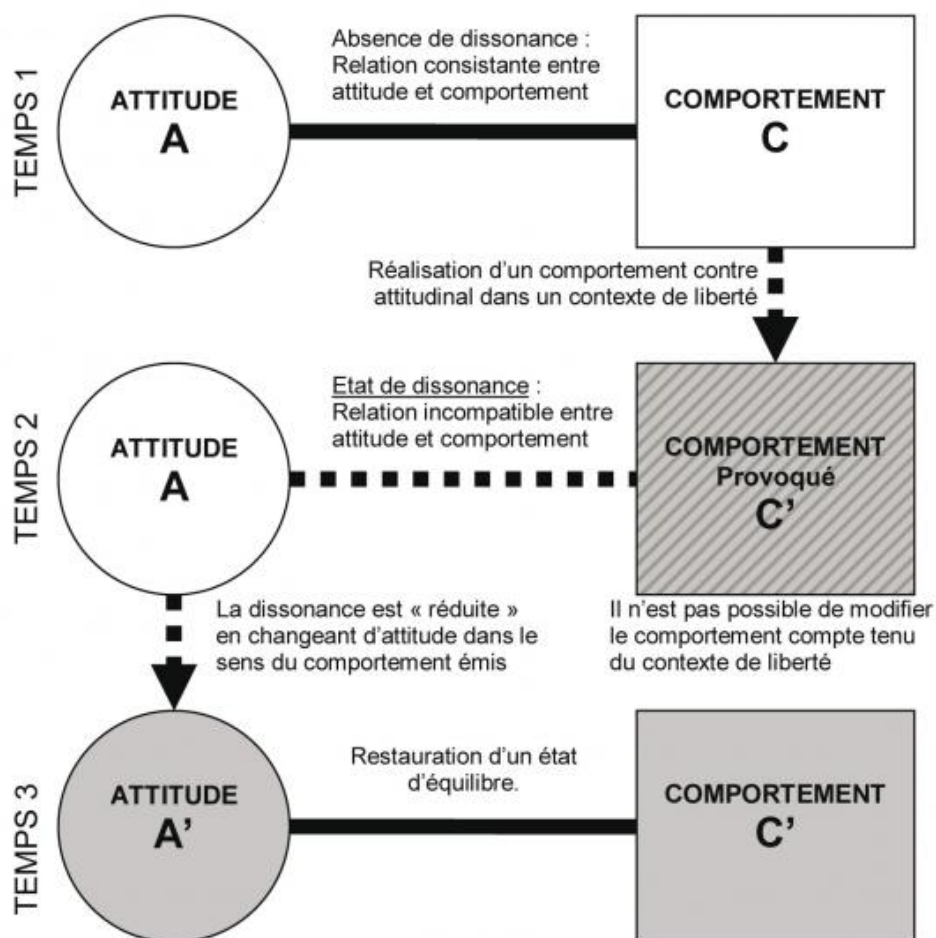 TEMPS 1
ATTITUDE
A
Absence de dissonance :
Relation consistante entre
attitude et comportement
COMPORTEMENT
C
Réalisation d'un comportement contre
attitudinal dans un contexte de liberté
TEMPS 2
ATTITUDE
A
Etat de dissonance :
Relation incompatible entre
attitude et comportement
COMPORTEMENT
Provoqué
C'
La dissonance est « réduite »
en changeant d'attitude dans le
sens du comportement émis
Il n'est pas possible de modifier
le comportement compte tenu
du contexte de liberté
TEMPS 3
ATTITUDE
A'
Restauration d'un état
d'équilibre.
COMPORTEMENT
C'